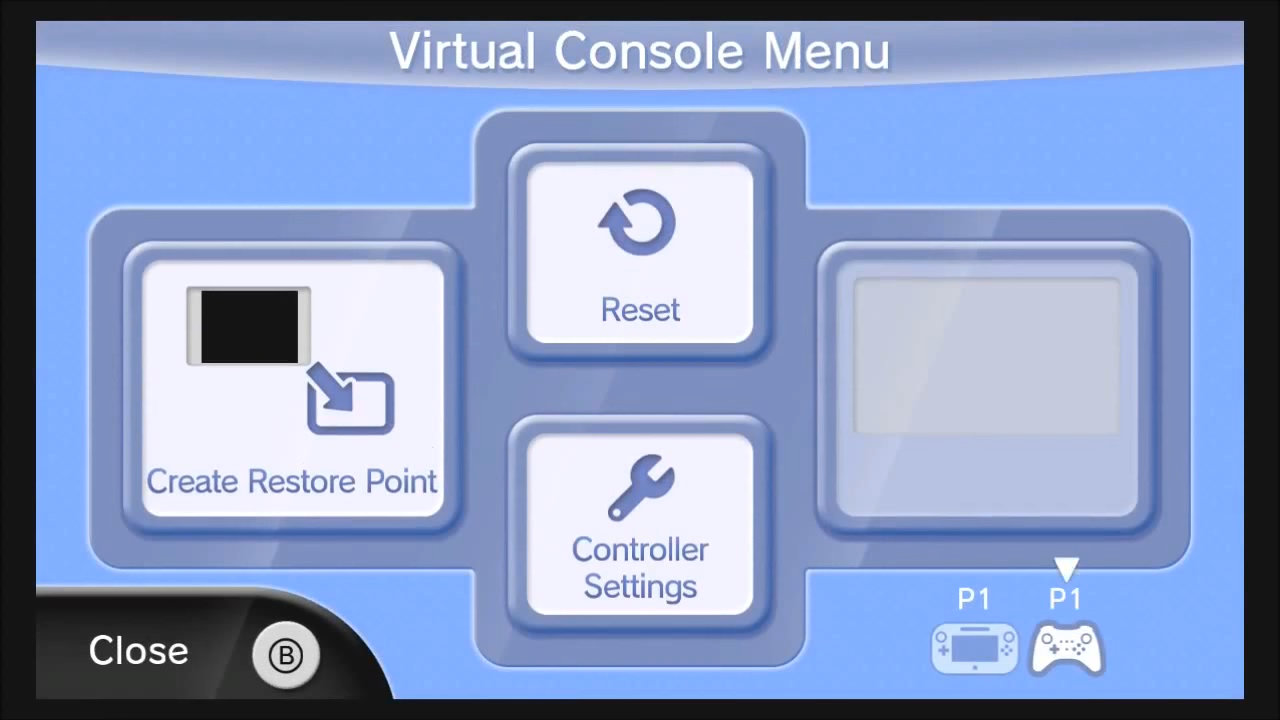 Virtual Console Menu
Reset
Create Restore Point
Controller
Settings
P1 P1
Close B